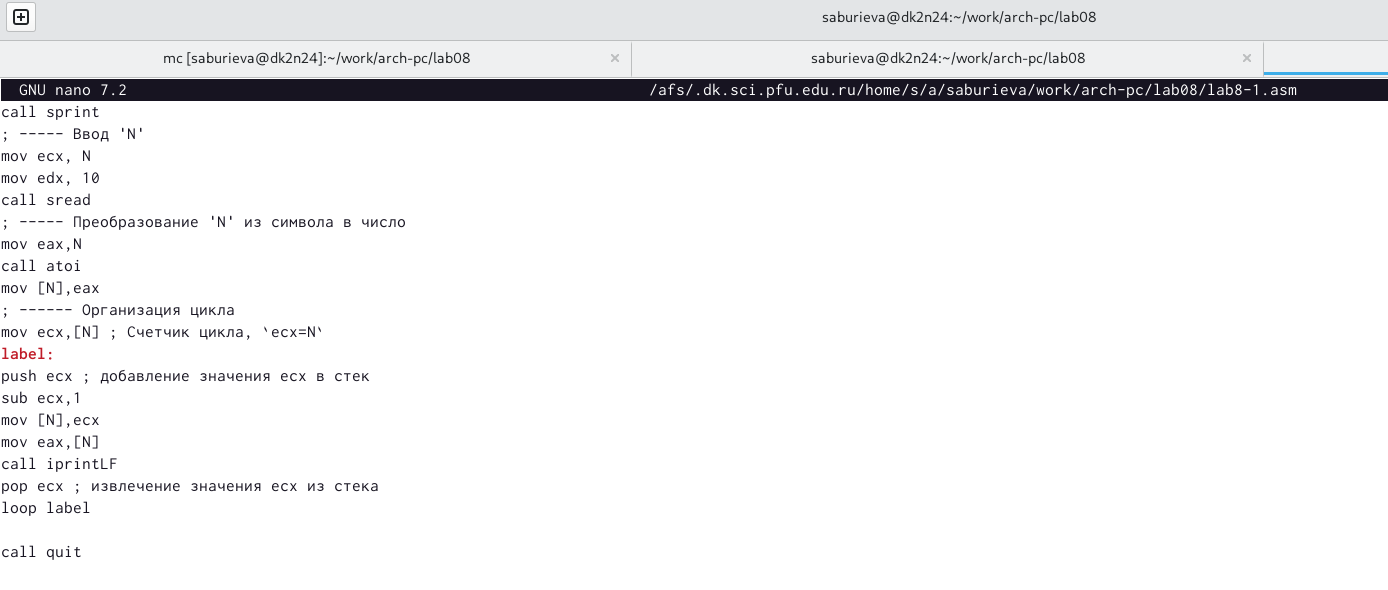 saburieva@dk2n24:~/work/arch-pc/lab08
mc [saburieva@dk2n24]:~/work/arch-pc/lab08 × saburieva@dk2n24:~/work/arch-pc/lab08 ×
GNU nano 7.2 /afs/.dk.sci.pfu.edu.ru/home/s/a/saburieva/work/arch-pc/lab08/lab8-1.asm
call sprint
; ----- Ввод 'N'
mov ecx, N
mov edx, 10
call sread
; ----- Преобразование 'N' из символа в число
mov eax,N
call atoi
mov [N],eax
; ------ Организация цикла
mov ecx,[N] ; Счетчик цикла, `ecx=N`
label:
push ecx ; добавление значения ecx в стек
sub ecx,1
mov [N],ecx
mov eax,[N]
call iprintLF
pop ecx ; извлечение значения ecx из стека
loop label
call quit